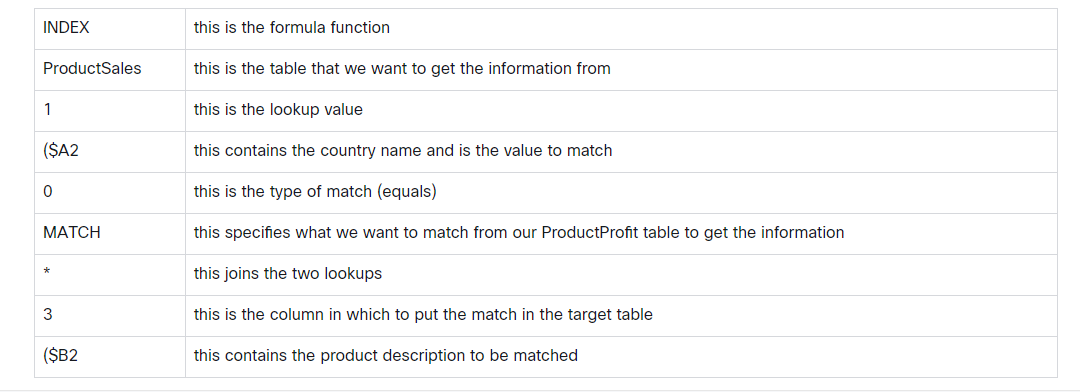 INDEX this is the formula function
ProductSales this is the table that we want to get the information from
1 this is the lookup value
($A2 this contains the country name and is the value to match
0 this is the type of match (equals)
MATCH this specifies what we want to match from our ProductProfit table to get the information
* this joins the two lookups
3 this is the column in which to put the match in the target table
($B2 this contains the product description to be matched